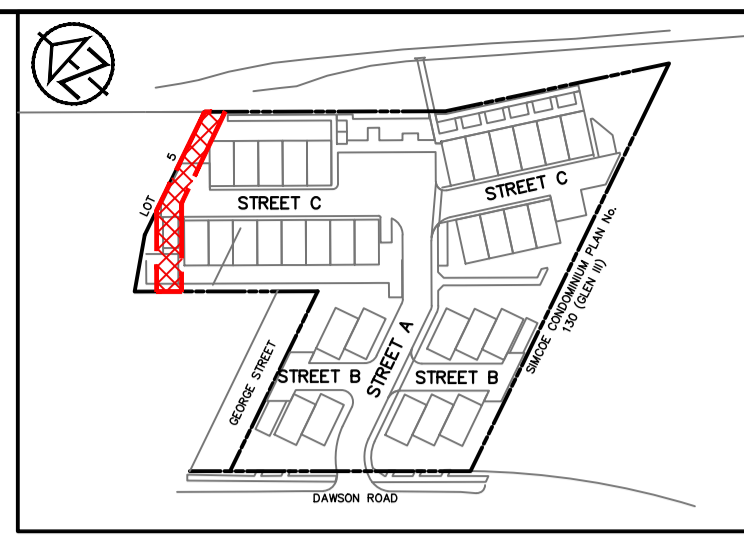 LOT 5
STREET C
STREET C
SIMCOE CONDOMINIUM PLAN No.
130 (GLEN III)
STREET A
GEORGE STREET
STREET B
STREET B
DAWSON ROAD